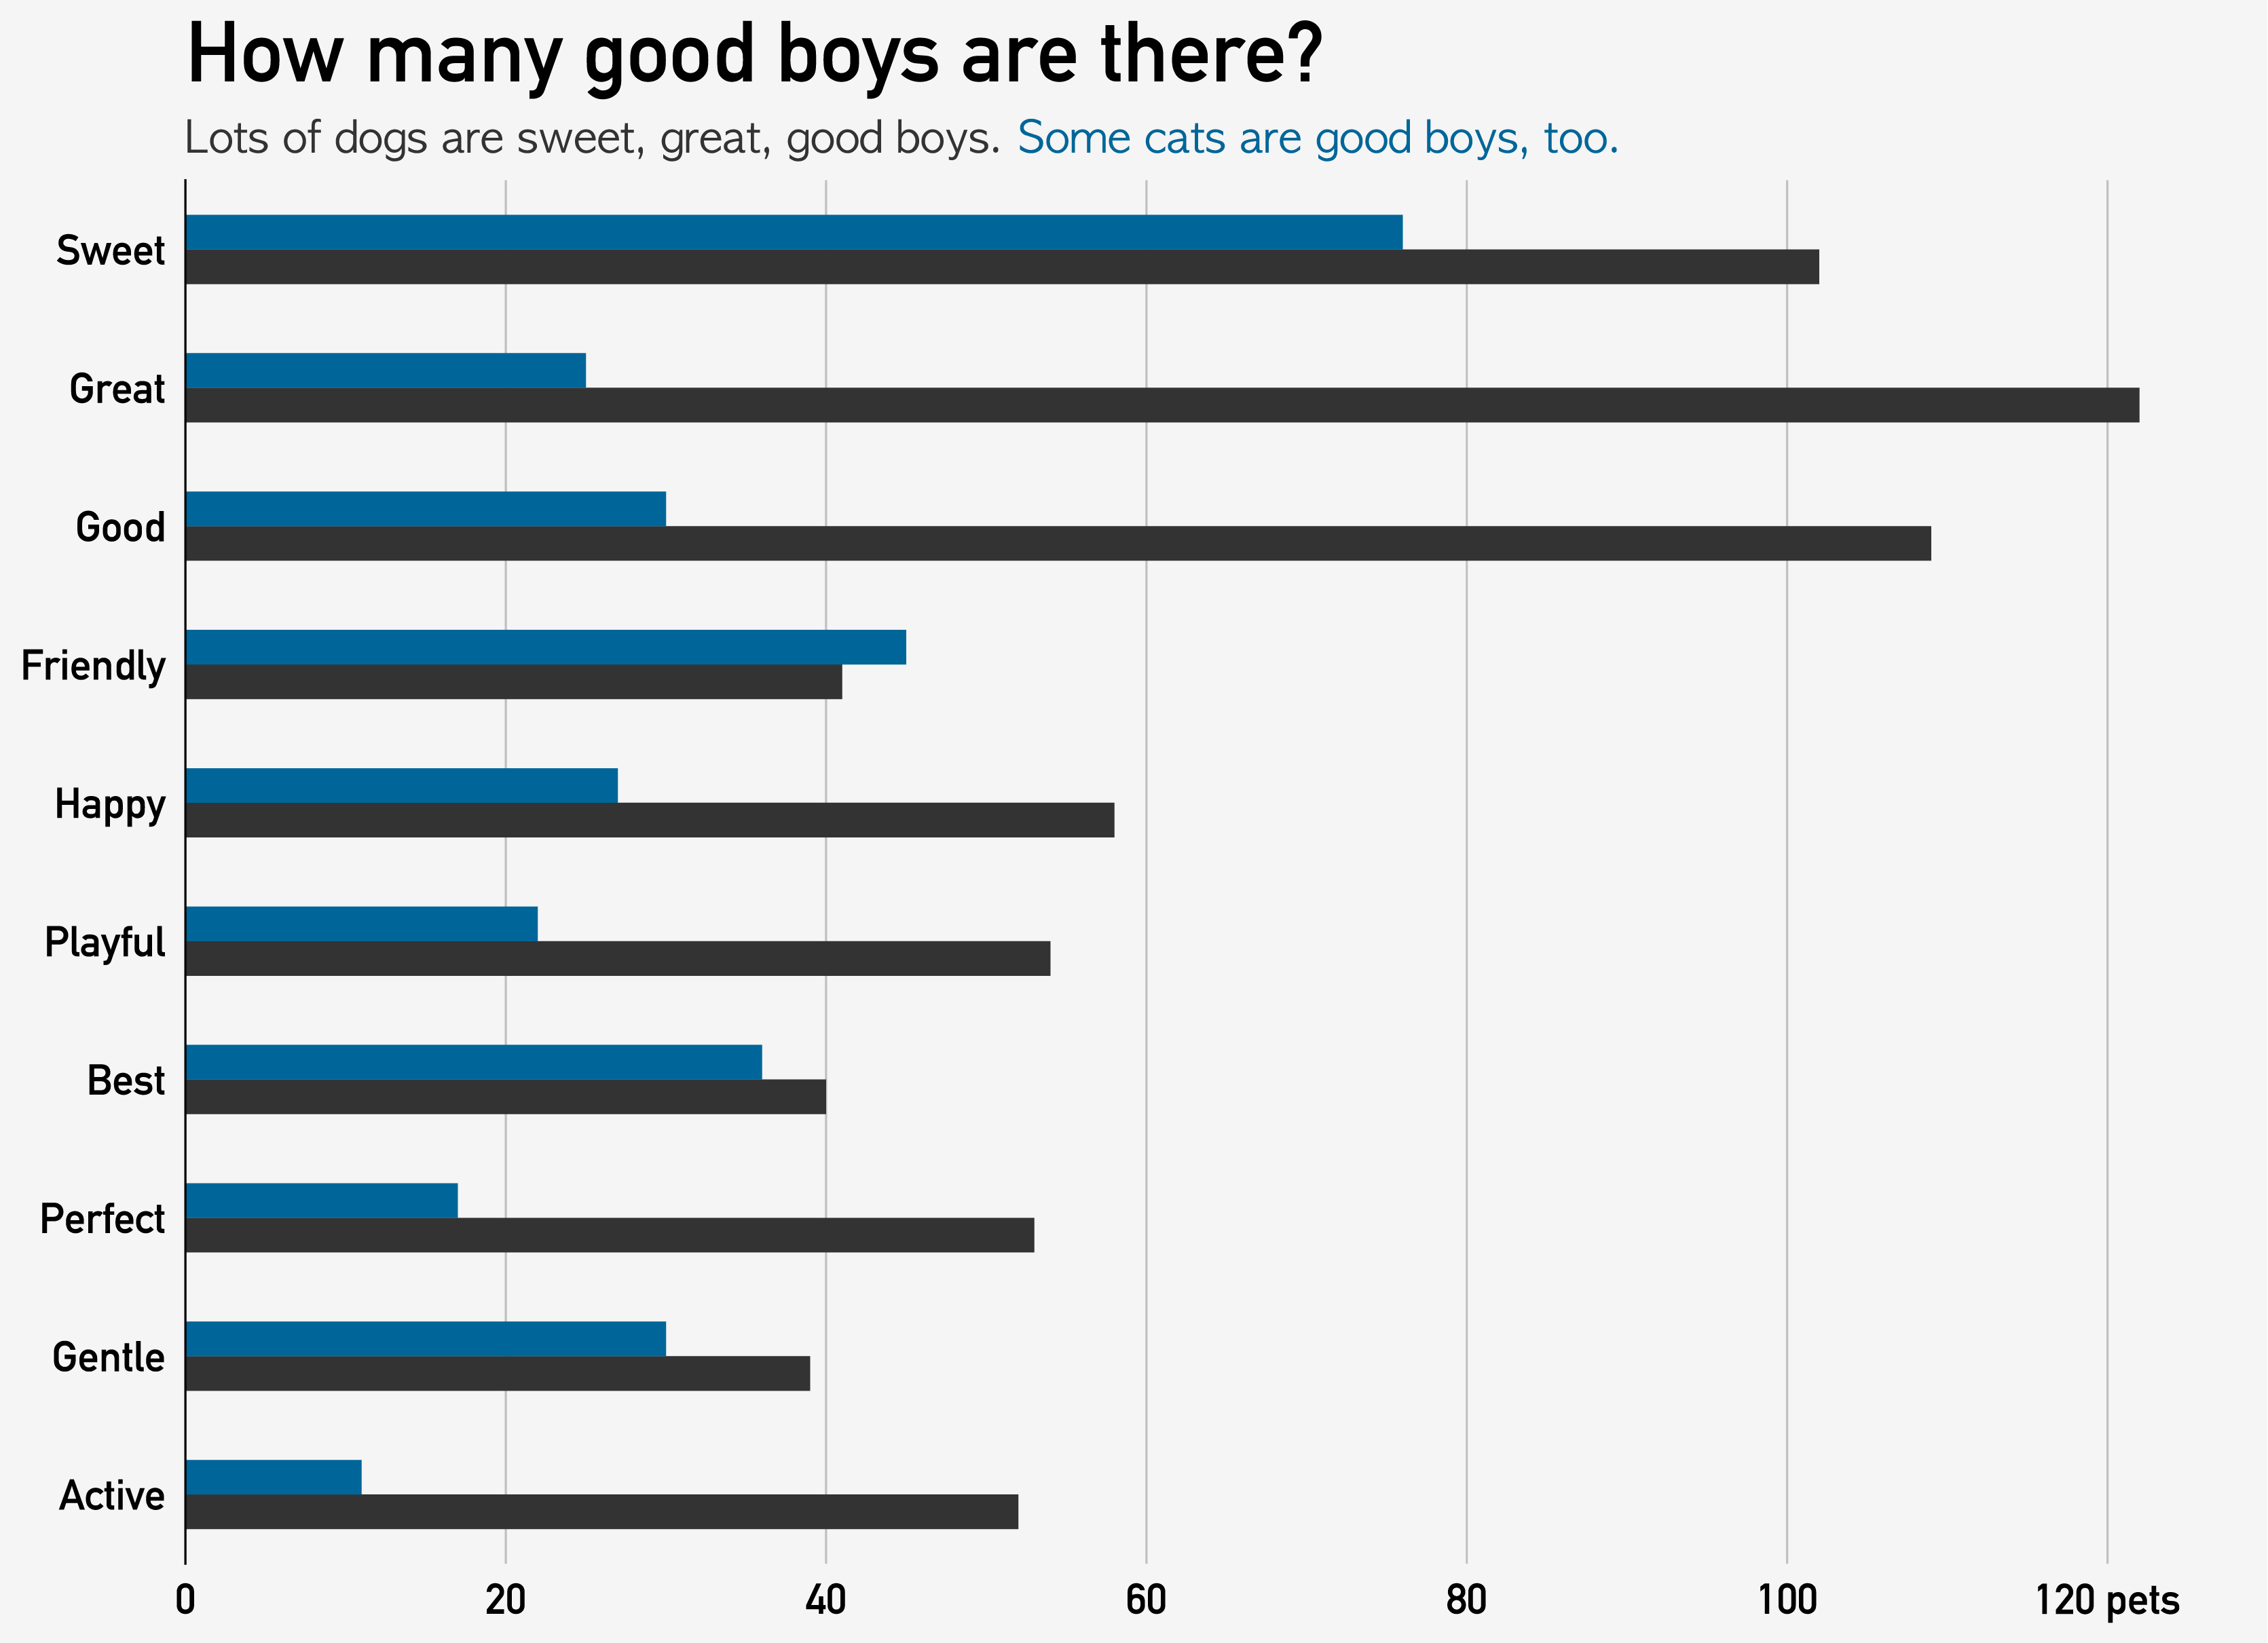 How many good boys are there?
Lots of dogs are sweet, great, good boys. Some cats are good boys, too.
Sweet
Great
Good
Friendly
Happy
Playful
Best
Perfect
Gentle
Active
0 20 40 60 80 100 120 pets